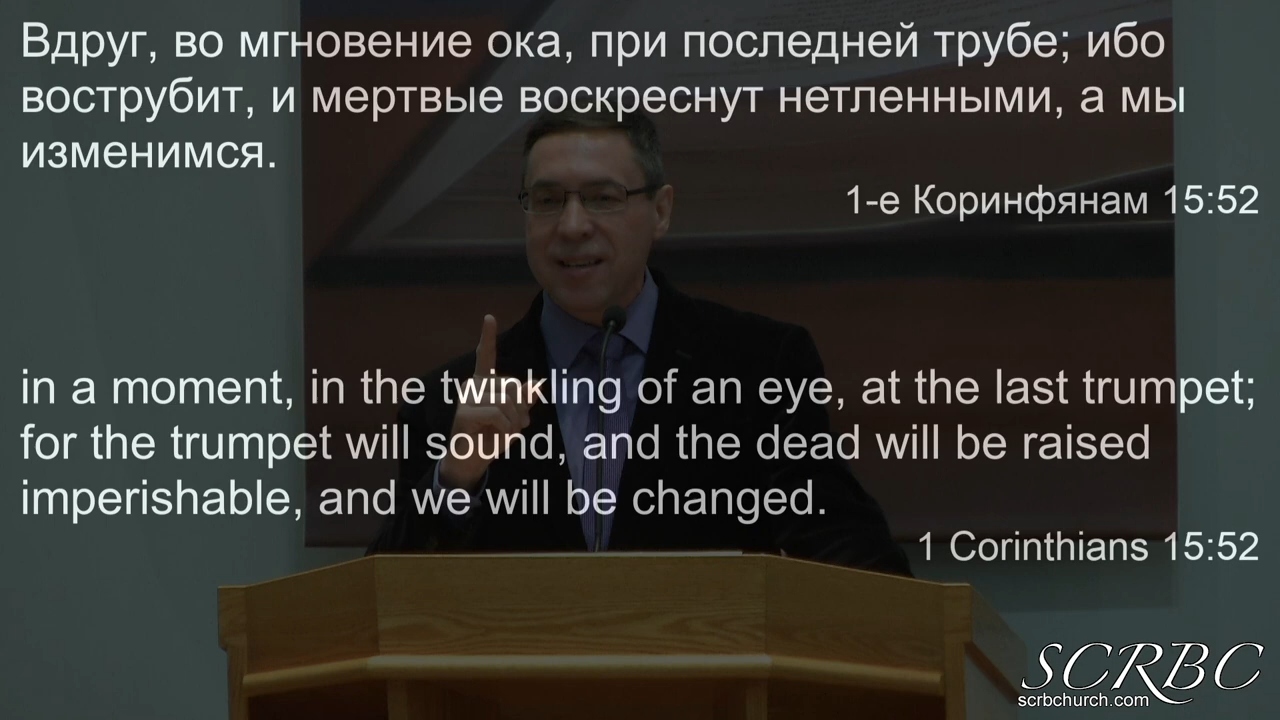 Вдруг, во мгновение ока, при последней трубе; ибо
вострубит, и мертвые воскреснут нетленными, а мы
изменимся.
1-е Коринфянам 15:52
in a moment, in the twinkling of an eye, at the last trumpet;
for the trumpet will sound, and the dead will be raised
imperishable, and we will be changed.
1 Corinthians 15:52
SCRBC
scrbchurch.com